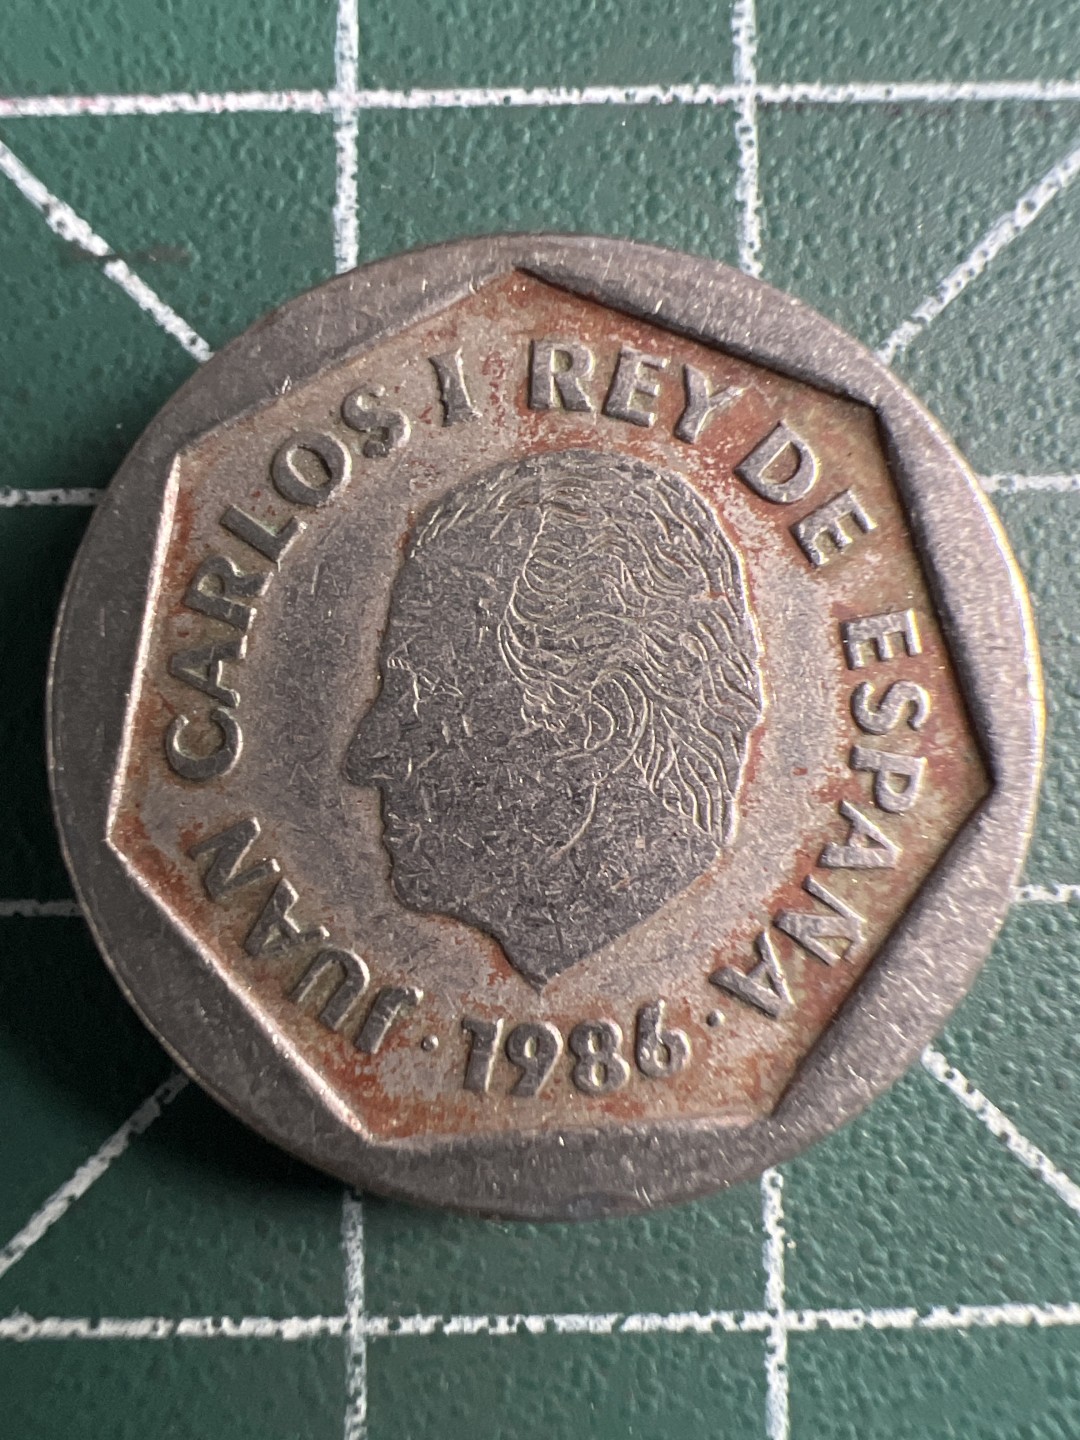 JUAN CARLOS I REY DE ESPAÑA
· 1986 ·